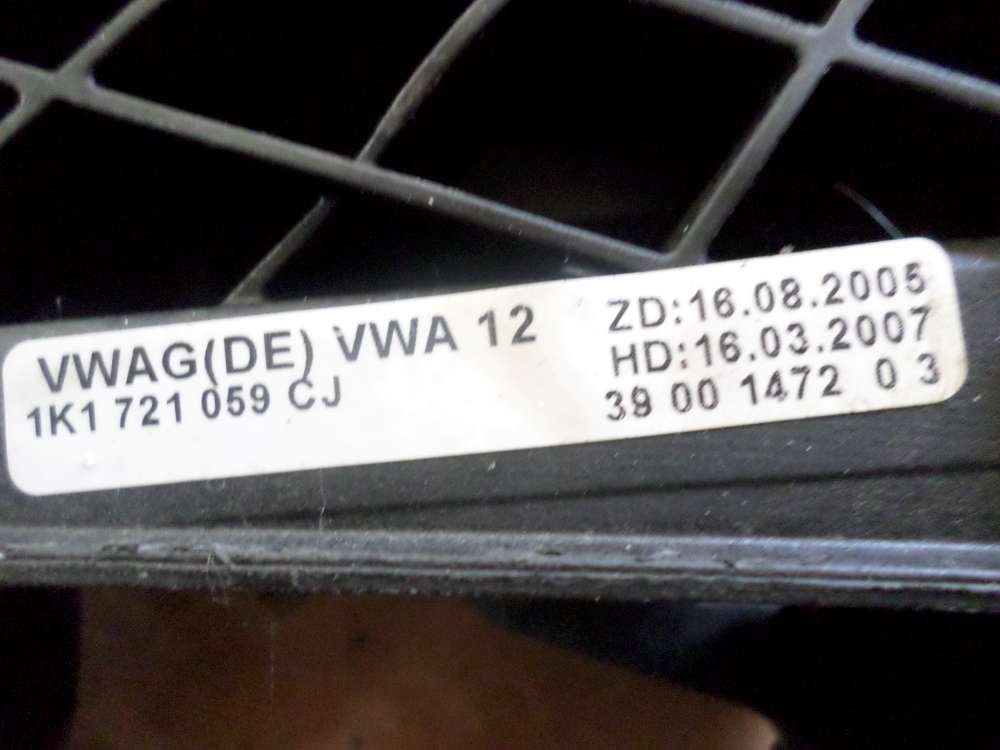 VWAG(DE) VWA 12
1K1 721 059 CJ
ZD:16.08.2005
HD:16.03.2007
39 00 1472 0 3